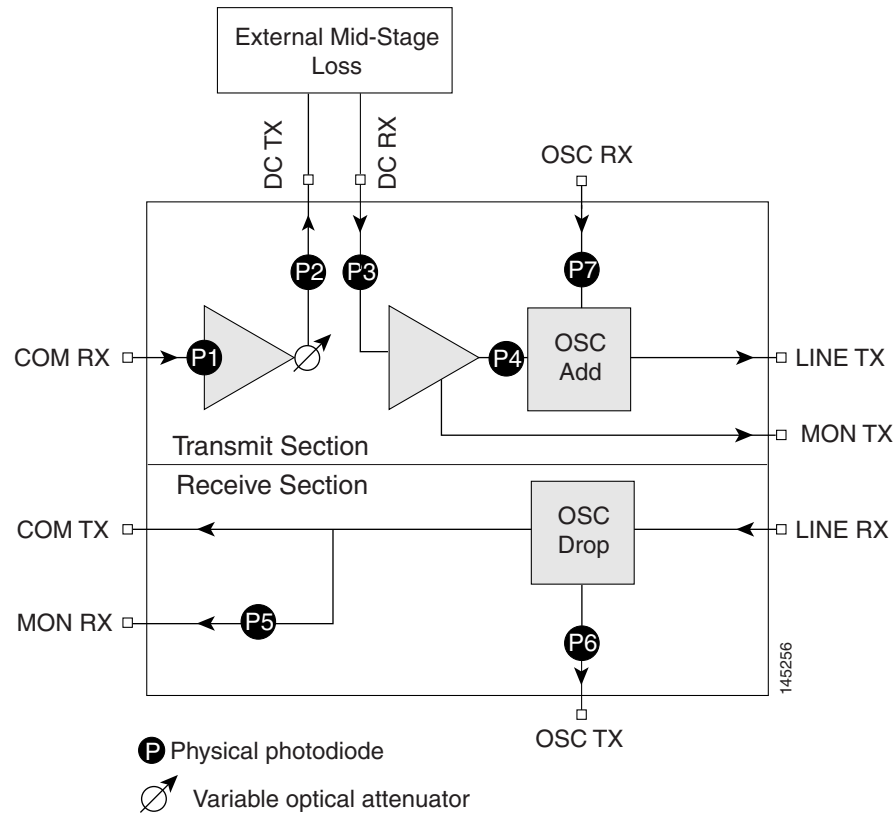 External Mid-Stage
Loss
DC TX
DC RX
OSC RX
P2
P3
P7
COM RX
P1
P4
OSC
Add
LINE TX
MON TX
Transmit Section
Receive Section
COM TX
OSC
Drop
LINE RX
MON RX
P5
P6
145256
OSC TX
P Physical photodiode
Variable optical attenuator